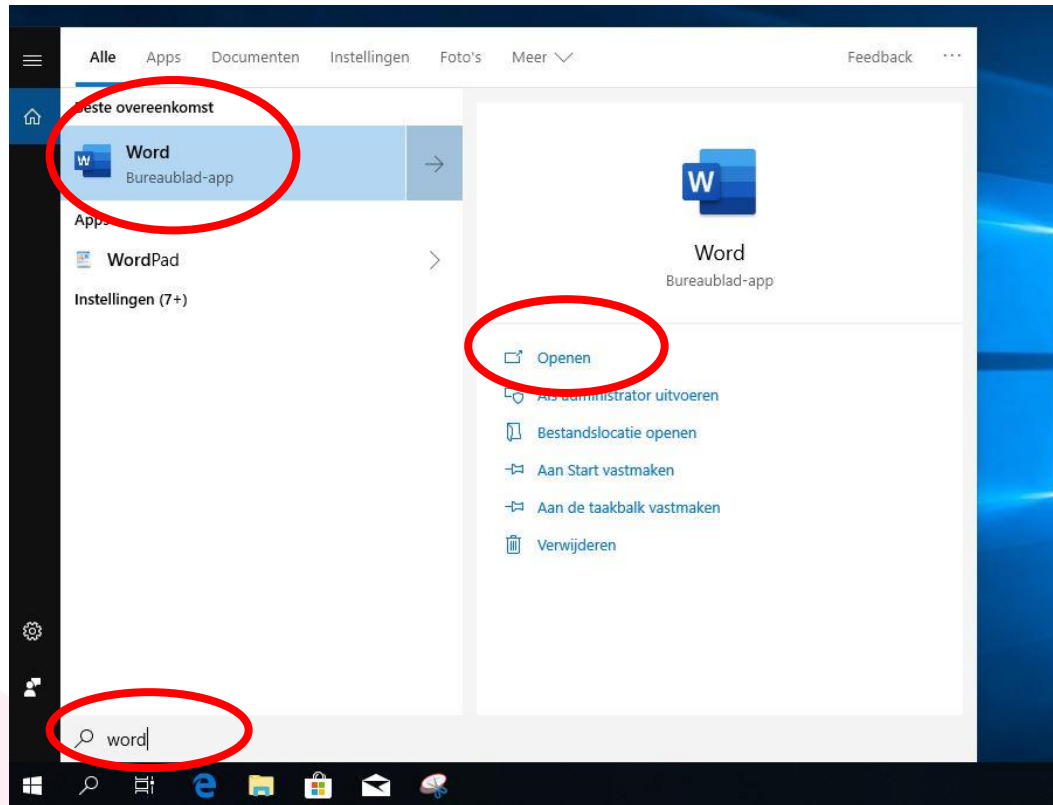 Alle Apps Documenten Instellingen Foto's Meer Feedback
Beste overeenkomst
Word
Bureaublad-app
Apps
WordPad
Instellingen (7+)
Word
Bureaublad-app
Openen
Als administrator uitvoeren
Bestandslocatie openen
Aan Start vastmaken
Aan de taakbalk vastmaken
Verwijderen
word